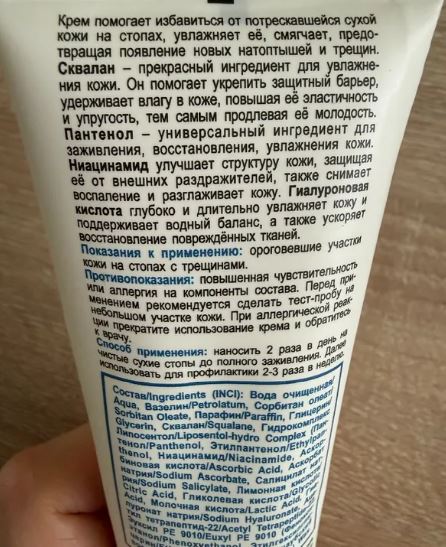 Крем помогает избавиться от потрескавшейся сухой
кожи на стопах, увлажняет её, смягчает, предо-
твращая появление новых натоптышей и трещин.
Сквалан – прекрасный ингредиент для увлажне-
ния кожи. Он помогает укрепить защитный барьер,
удерживает влагу в коже, повышая её эластичность
и упругость, тем самым продлевая её молодость.
Пантенол – универсальный ингредиент для
заживления, восстановления, увлажнения кожи.
Ниацинамид улучшает структуру кожи, защищая
её от внешних раздражителей, также снимает
воспаление и разглаживает кожу. Гиалуроновая
кислота глубоко и длительно увлажняет кожу и
поддерживает водный баланс, а также ускоряет
восстановление повреждённых тканей.
Показания к применению: ороговевшие участки
кожи на стопах с трещинами.
Противопоказания: повышенная чувствительность
или аллергия на компоненты состава. Перед при-
менением рекомендуется сделать тест-пробу на
небольшом участке кожи. При аллергической реак-
ции прекратите использование крема и обратитесь
к врачу.
Способ применения: наносить 2 раза в день на
чистые сухие стопы до полного заживления. Далее
использовать для профилактики 2-3 раза в неделю.
Состав/Ingredients (INCI): Вода очищенная/
Aqua, Вазелин/Petrolatum, Сорбитан олеат/
Sorbitan Oleate, Парафин/Paraffin, Глицерин/
Glycerin, Сквалан/Squalane, Гидрокомплекс
Липосентол/Liposentol-hydro Complex (Пан-
тенол/Panthenol, Этилпантенол/Ethylpan-
thenol, Ниацинамид/Niacinamide, Аскор-
биновая кислота/Ascorbic Acid, Аскорбат
натрия/Sodium Ascorbate, Салицилат нат-
рия/Sodium Salicylate, Лимонная кислота/
Citric Acid, Гликолевая кислота/Glycolic
Acid, Молочная кислота/Lactic Acid,
луронат натрия/Sodium Hyaluronate,
тил тетрапептид-22/Acetyl Tetrapeptide
Эуксил PE 9010/Euxyl PE 9010
этанол/Phenoxyethanol,